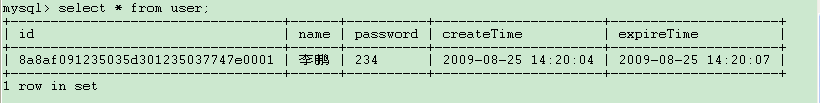 mysql> select * from user;
+----------------------------------+------+----------+---------------------+---------------------+
| id | name | password | createTime | expireTime |
+----------------------------------+------+----------+---------------------+---------------------+
| 8a8af091235035d301235037747e0001 | 李鹏 | 234 | 2009-08-25 14:20:04 | 2009-08-25 14:20:07 |
+----------------------------------+------+----------+---------------------+---------------------+
1 row in set